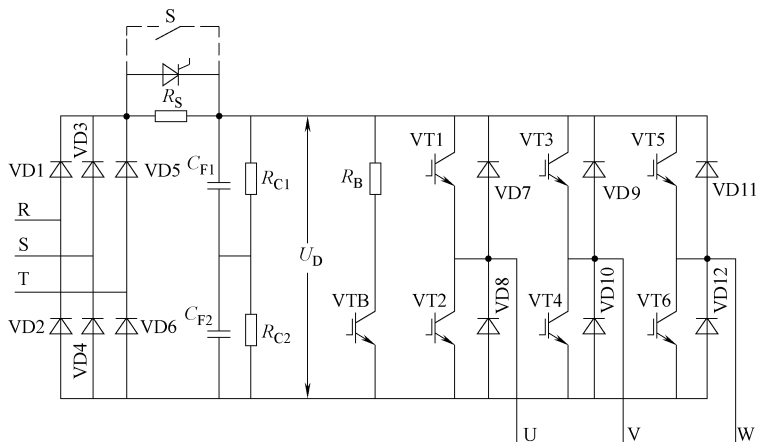 S
R_S
VD3
VD1
VD5
C_F1
R_C1
R_B
VT1
VD7
VT3
VD9
VT5
VD11
R
S
T
U_D
VD2
VD4
VD6
C_F2
R_C2
VTB
VT2
VD8
VT4
VD10
VT6
VD12
U
V
W